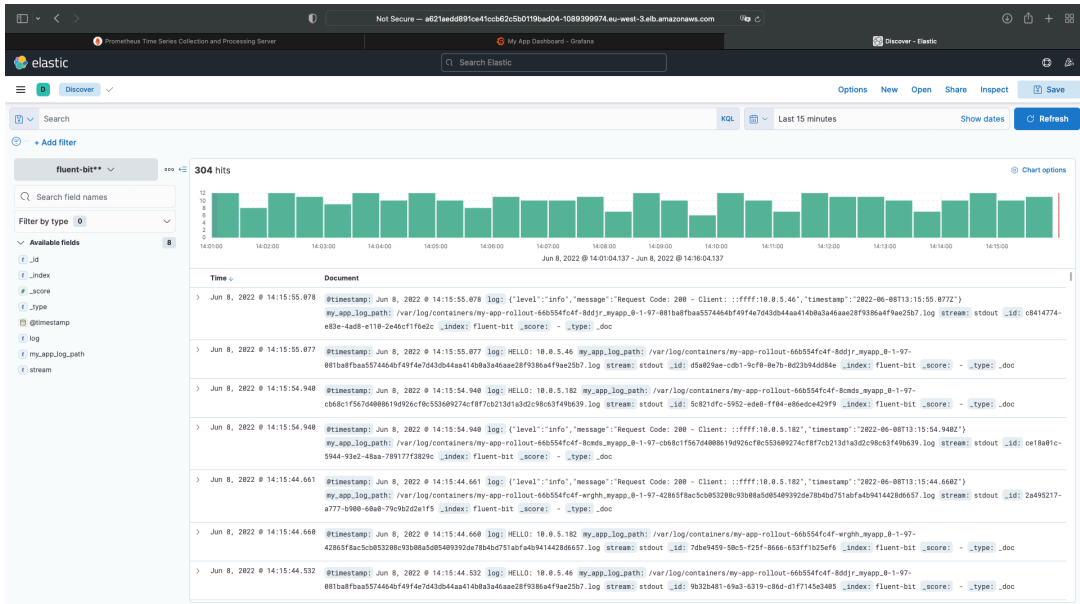 Not Secure — a621aedd891ce41ccb62c5b0119bad04-1089399974.eu-west-3.elb.amazonaws.com
Prometheus Time Series Collection and Processing Server
My App Dashboard - Grafana
Discover - Elastic
elastic
Search Elastic
D
Discover
Options New Open Share Inspect Save
Search
KQL
Last 15 minutes
Show dates
Refresh
+ Add filter
fluent-bit**
Search field names
Filter by type 0
Available fields 8
t _id
t _index
# _score
t _type
@timestamp
t log
t my_app_log_path
t stream
304 hits
Chart options
12
10
8
6
4
2
0
14:01:00 14:02:00 14:03:00 14:04:00 14:05:00 14:06:00 14:07:00 14:08:00 14:09:00 14:10:00 14:11:00 14:12:00 14:13:00 14:14:00 14:15:00
Jun 8, 2022 @ 14:01:04.137 - Jun 8, 2022 @ 14:16:04.137
Time Document
Jun 8, 2022 @ 14:15:55.078 @timestamp: Jun 8, 2022 @ 14:15:55.078 log: {"level":"info","message":"Request Code: 200 - Client: ::ffff:10.0.5.46","timestamp":"2022-06-08T13:15:55.077Z"}
my_app_log_path: /var/log/containers/my-app-rollout-66b554fc4f-8ddjr_myapp_0-1-97-081ba8fbaa5574464bf49f4e7d43db44aa414b0a3a46aae28f9386a4f9ae25b7.log stream: stdout _id: c8414774-
e83e-4ad8-e110-2e46cf1f6e2c _index: fluent-bit _score: - _type: _doc
Jun 8, 2022 @ 14:15:55.077 @timestamp: Jun 8, 2022 @ 14:15:55.077 log: HELLO: 10.0.5.46 my_app_log_path: /var/log/containers/my-app-rollout-66b554fc4f-8ddjr_myapp_0-1-97-
081ba8fbaa5574464bf49f4e7d43db44aa414b0a3a46aae28f9386a4f9ae25b7.log stream: stdout _id: d5a029ae-cdb1-9cf0-0e7b-0d23b94dd84e _index: fluent-bit _score: - _type: _doc
Jun 8, 2022 @ 14:15:54.940 @timestamp: Jun 8, 2022 @ 14:15:54.940 log: HELLO: 10.0.5.182 my_app_log_path: /var/log/containers/my-app-rollout-66b554fc4f-8cmds_myapp_0-1-97-
cb68c1f567d4008619d926cf0c553609274cf8f7cb213d1a3d2c98c63f49b639.log stream: stdout _id: 5c821dfc-5952-ede8-ff04-e86edce429f9 _index: fluent-bit _score: - _type: _doc
Jun 8, 2022 @ 14:15:54.940 @timestamp: Jun 8, 2022 @ 14:15:54.940 log: {"level":"info","message":"Request Code: 200 - Client: ::ffff:10.0.5.182","timestamp":"2022-06-08T13:15:54.940Z"}
my_app_log_path: /var/log/containers/my-app-rollout-66b554fc4f-8cmds_myapp_0-1-97-cb68c1f567d4008619d926cf0c553609274cf8f7cb213d1a3d2c98c63f49b639.log stream: stdout _id: ce18a01c-
5944-93e2-48aa-789177f3829c _index: fluent-bit _score: - _type: _doc
Jun 8, 2022 @ 14:15:44.661 @timestamp: Jun 8, 2022 @ 14:15:44.661 log: {"level":"info","message":"Request Code: 200 - Client: ::ffff:10.0.5.182","timestamp":"2022-06-08T13:15:44.660Z"}
my_app_log_path: /var/log/containers/my-app-rollout-66b554fc4f-wrghh_myapp_0-1-97-42865f8ac5cb053208c93b08a5d05409392de78b4bd751abfa4b9414428d6657.log stream: stdout _id: 2a495217-
a777-b900-60a0-79c9b2d2e1f5 _index: fluent-bit _score: - _type: _doc
Jun 8, 2022 @ 14:15:44.660 @timestamp: Jun 8, 2022 @ 14:15:44.660 log: HELLO: 10.0.5.182 my_app_log_path: /var/log/containers/my-app-rollout-66b554fc4f-wrghh_myapp_0-1-97-
42865f8ac5cb053208c93b08a5d05409392de78b4bd751abfa4b9414428d6657.log stream: stdout _id: 7dbe9459-50c5-f25f-8666-653ff1b25ef6 _index: fluent-bit _score: - _type: _doc
Jun 8, 2022 @ 14:15:44.532 @timestamp: Jun 8, 2022 @ 14:15:44.532 log: HELLO: 10.0.5.46 my_app_log_path: /var/log/containers/my-app-rollout-66b554fc4f-8ddjr_myapp_0-1-97-
081ba8fbaa5574464bf49f4e7d43db44aa414b0a3a46aae28f9386a4f9ae25b7.log stream: stdout _id: 9b32b481-69a3-6319-c86d-d1f7145e3405 _index: fluent-bit _score: - _type: _doc